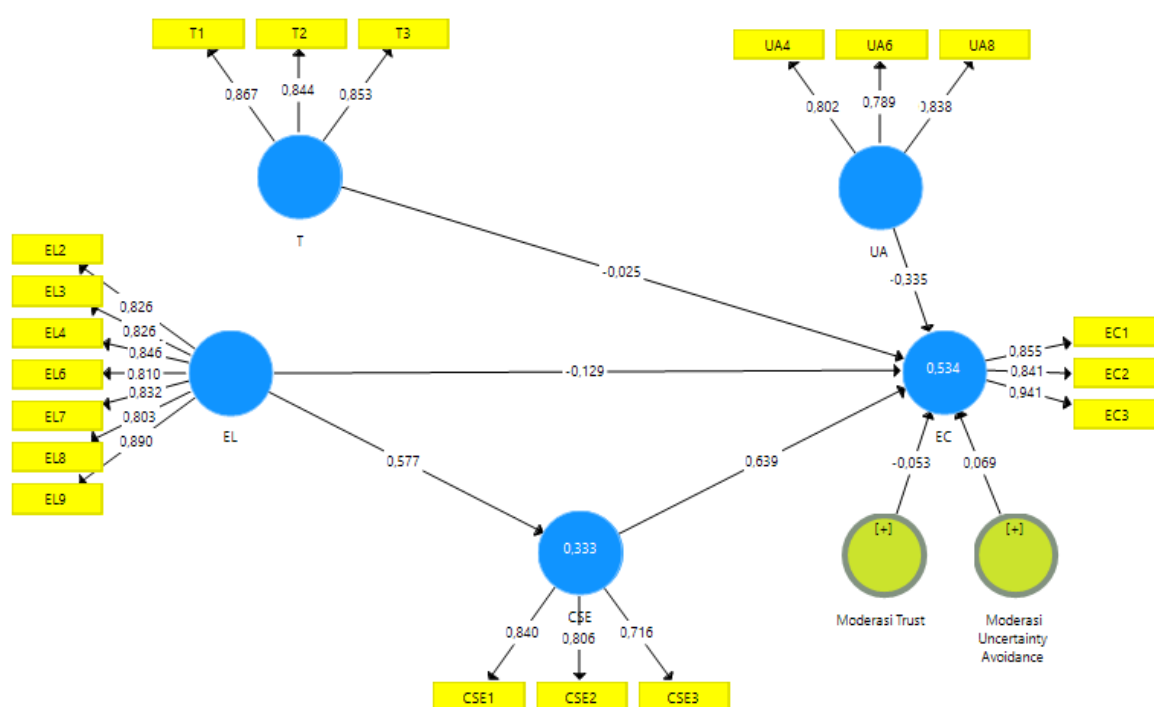 T1
T2
T3
UA4
UA6
UA8
0,867
0,844
0,853
0,802
0,789
0,838
T
UA
-0,025
-0,335
EL2
EL3
EL4
EL6
EL7
EL8
EL9
0,826
0,826
0,846
0,810
0,832
0,803
0,890
EL
-0,129
0,534
EC
0,855
0,841
0,941
EC1
EC2
EC3
0,577
0,639
-0,053
0,069
[+]
[+]
Moderasi Trust
Moderasi
Uncertainty
Avoidance
0,333
CSE
0,840
0,806
0,716
CSE1
CSE2
CSE3